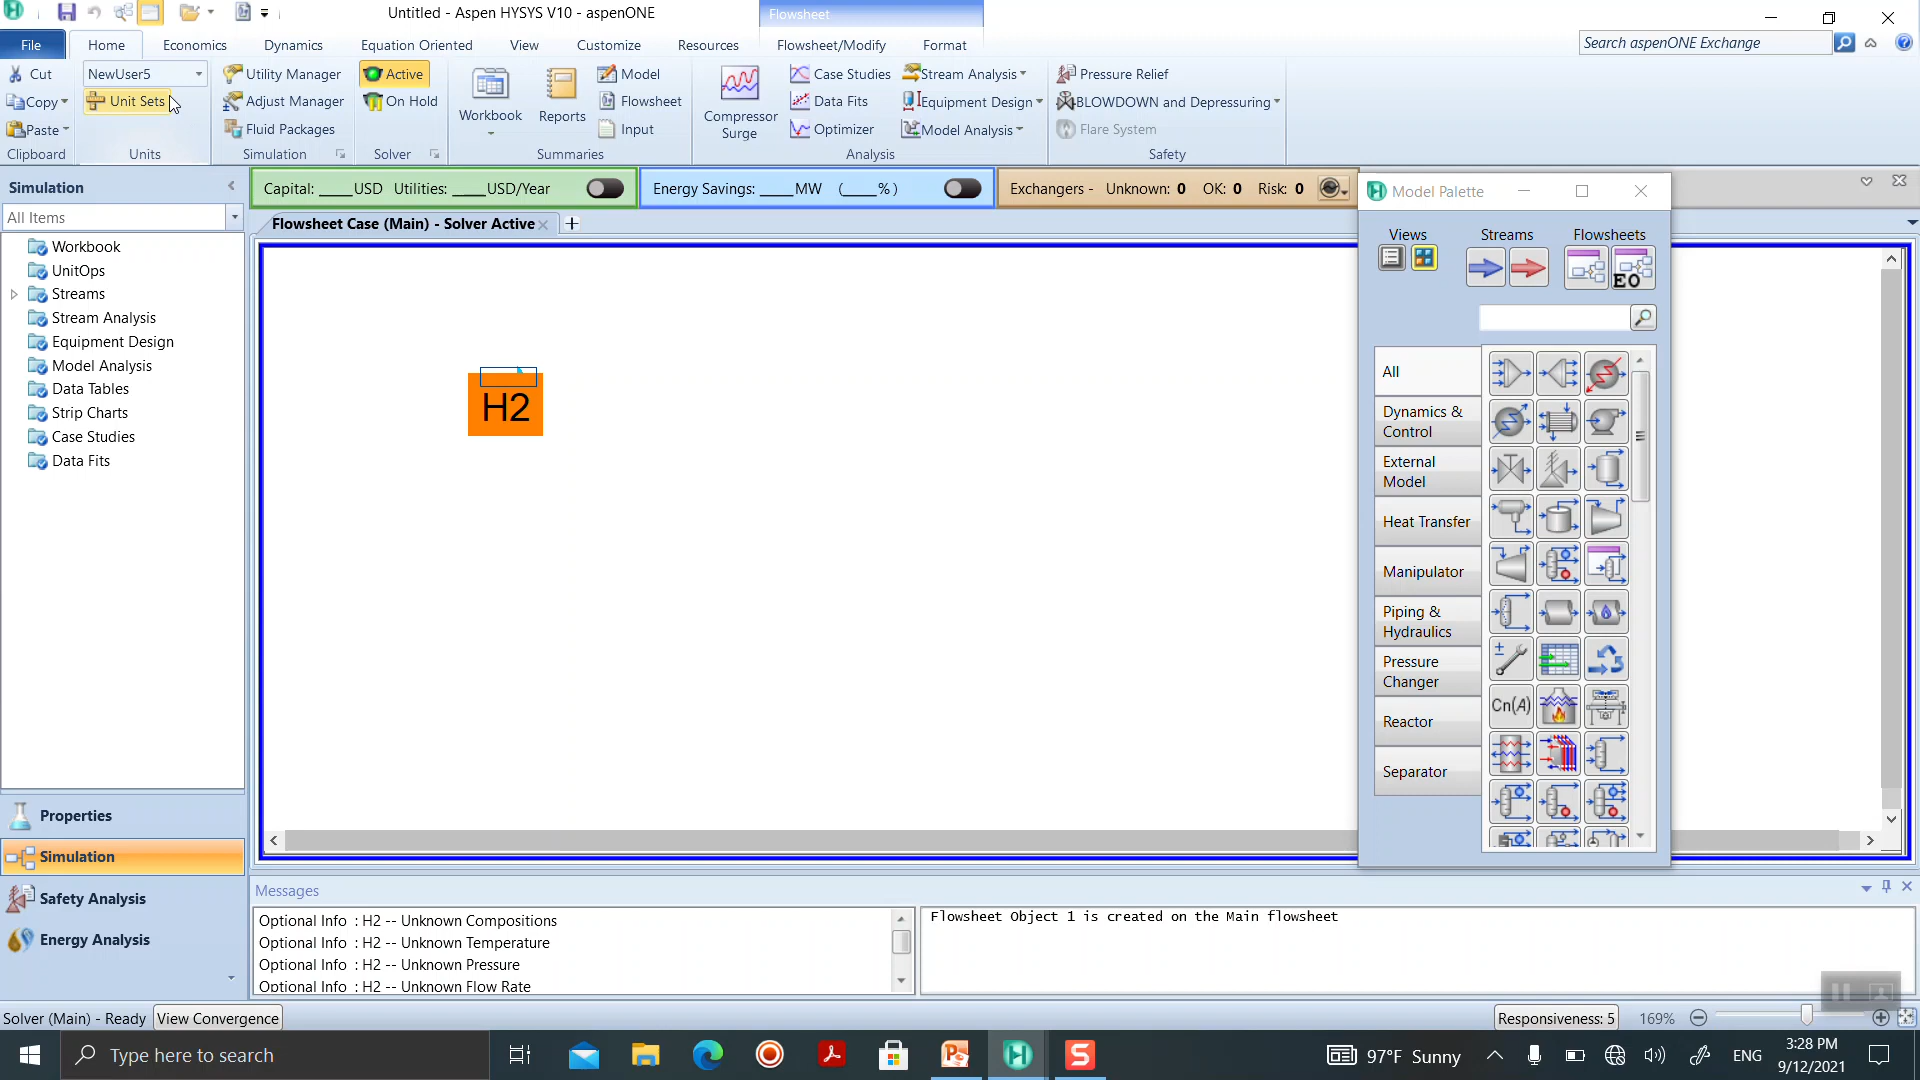 Untitled - Aspen HYSYS V10 - aspenONE
Flowsheet
File
Home
Economics
Dynamics
Equation Oriented
View
Customize
Resources
Flowsheet/Modify
Format
Search aspenONE Exchange
Cut
Copy
Paste
Clipboard
NewUser5
Unit Sets
Units
Utility Manager
Adjust Manager
Fluid Packages
Simulation
Active
On Hold
Solver
Workbook
Reports
Model
Flowsheet
Input
Summaries
Compressor
Surge
Case Studies
Data Fits
Optimizer
Stream Analysis
Equipment Design
Model Analysis
Analysis
Pressure Relief
BLOWDOWN and Depressuring
Flare System
Safety
Simulation
All Items
Workbook
UnitOps
Streams
Stream Analysis
Equipment Design
Model Analysis
Data Tables
Strip Charts
Case Studies
Data Fits
Properties
Simulation
Safety Analysis
Energy Analysis
Capital: ____USD Utilities: ____USD/Year
Energy Savings: ____MW (____%)
Exchangers - Unknown: 0 OK: 0 Risk: 0
Flowsheet Case (Main) - Solver Active
H2
Model Palette
Views
Streams
Flowsheets
EO
All
Dynamics &
Control
External
Model
Heat Transfer
Manipulator
Piping &
Hydraulics
Pressure
Changer
Reactor
Separator
Cn(A)
Messages
Optional Info : H2 -- Unknown Compositions
Optional Info : H2 -- Unknown Temperature
Optional Info : H2 -- Unknown Pressure
Optional Info : H2 -- Unknown Flow Rate
Flowsheet Object 1 is created on the Main flowsheet
Solver (Main) - Ready
View Convergence
Responsiveness: 5
169%
Type here to search
97°F Sunny
ENG
3:28 PM
9/12/2021